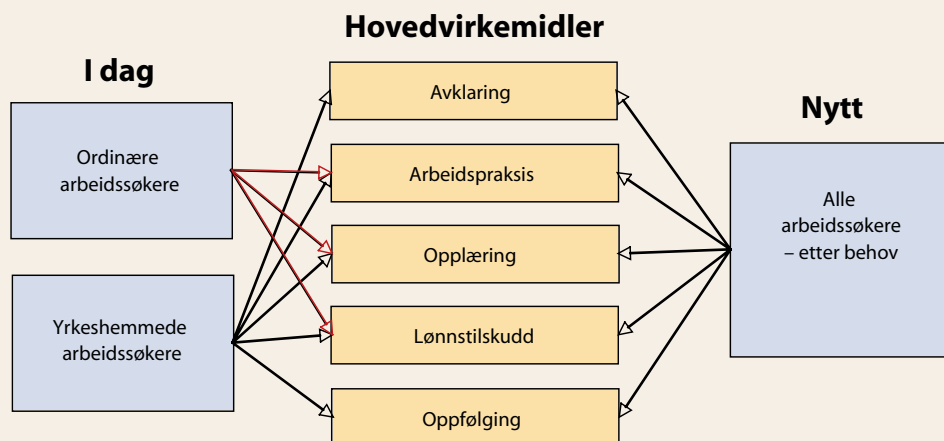 Hovedvirkemidler
I dag
Nytt
Ordinære
arbeidssøkere
Yrkeshemmede
arbeidssøkere
Avklaring
Arbeidspraksis
Opplæring
Lønnstilskudd
Oppfølging
Alle
arbeidssøkere
– etter behov